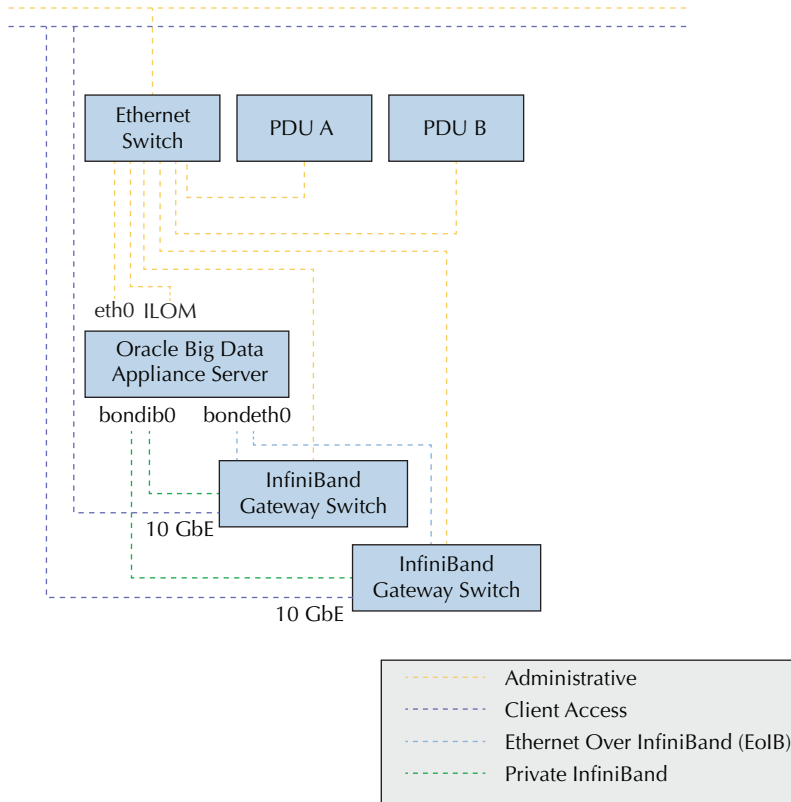 Ethernet
Switch
PDU A
PDU B
eth0 ILOM
Oracle Big Data
Appliance Server
bondib0
bondeth0
InfiniBand
Gateway Switch
10 GbE
InfiniBand
Gateway Switch
10 GbE
Administrative
Client Access
Ethernet Over InfiniBand (EoIB)
Private InfiniBand